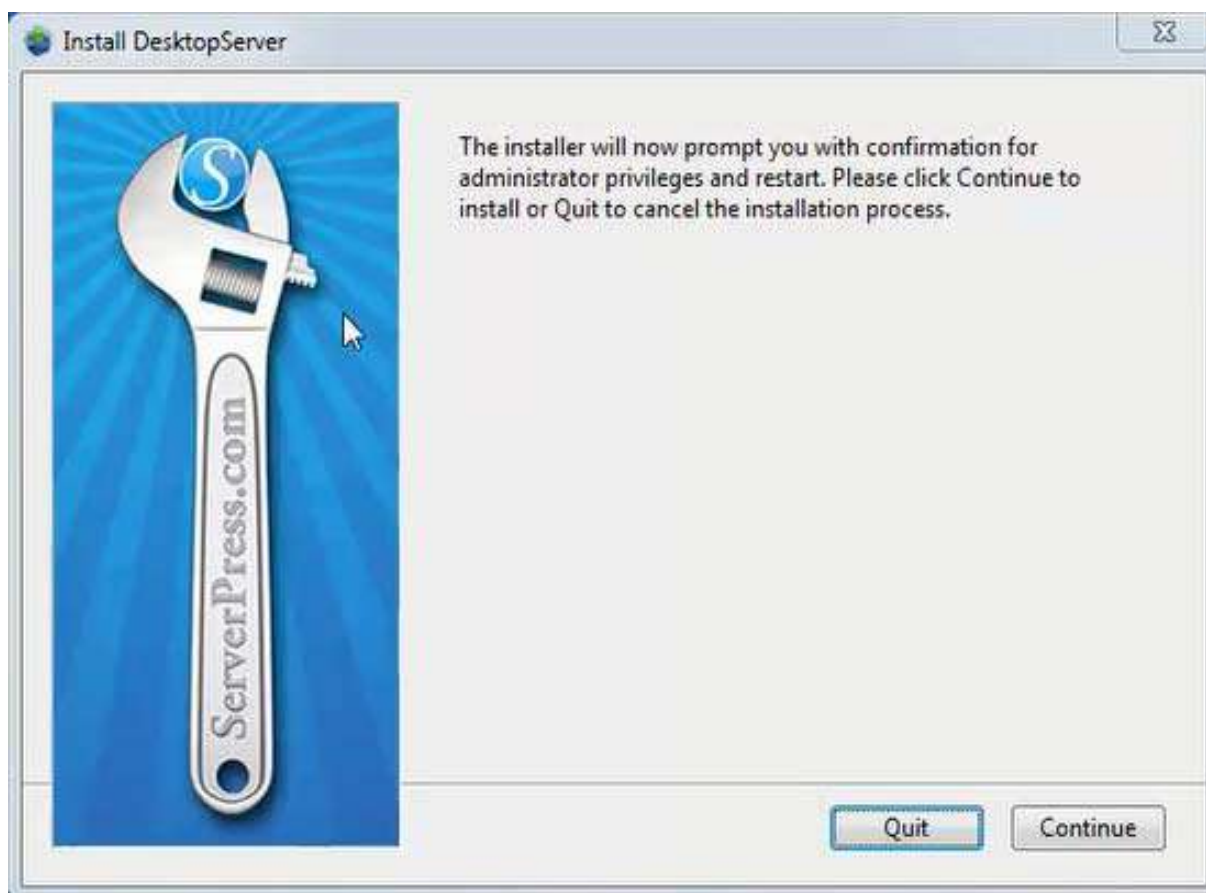 Install DesktopServer
The installer will now prompt you with confirmation for
administrator privileges and restart. Please click Continue to
install or Quit to cancel the installation process.
S
ServerPress.com
Quit
Continue